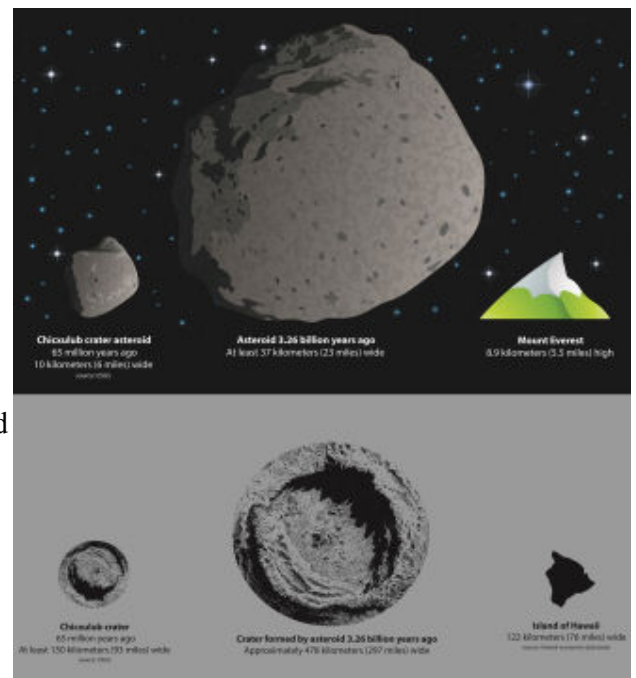 Chicxulub crater asteroid
65 million years ago
10 kilometers (6 miles) wide
Asteroid 3.26 billion years ago
At least 37 kilometers (23 miles) wide
Mount Everest
8.9 kilometers (5.5 miles) high
d
Chicxulub crater
65 million years ago
At least 150 kilometers (93 miles) wide
Crater formed by asteroid 3.26 billion years ago
Approximately 478 kilometers (297 miles) wide
Island of Hawaii
122 kilometers (76 miles) wide